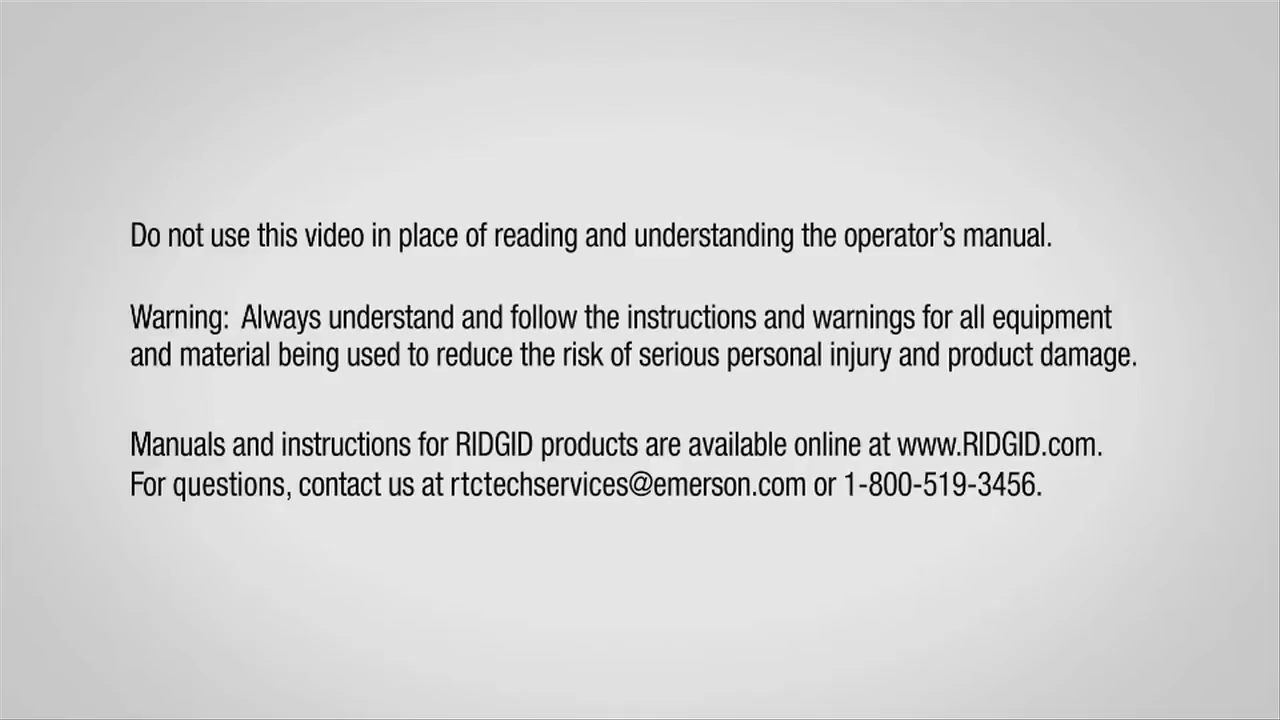 Do not use this video in place of reading and understanding the operator’s manual.
Warning:  Always understand and follow the instructions and warnings for all equipment
and material being used to reduce the risk of serious personal injury and product damage.
Manuals and instructions for RIDGID products are available online at www.RIDGID.com.
For questions, contact us at rtctechservices@emerson.com or 1-800-519-3456.